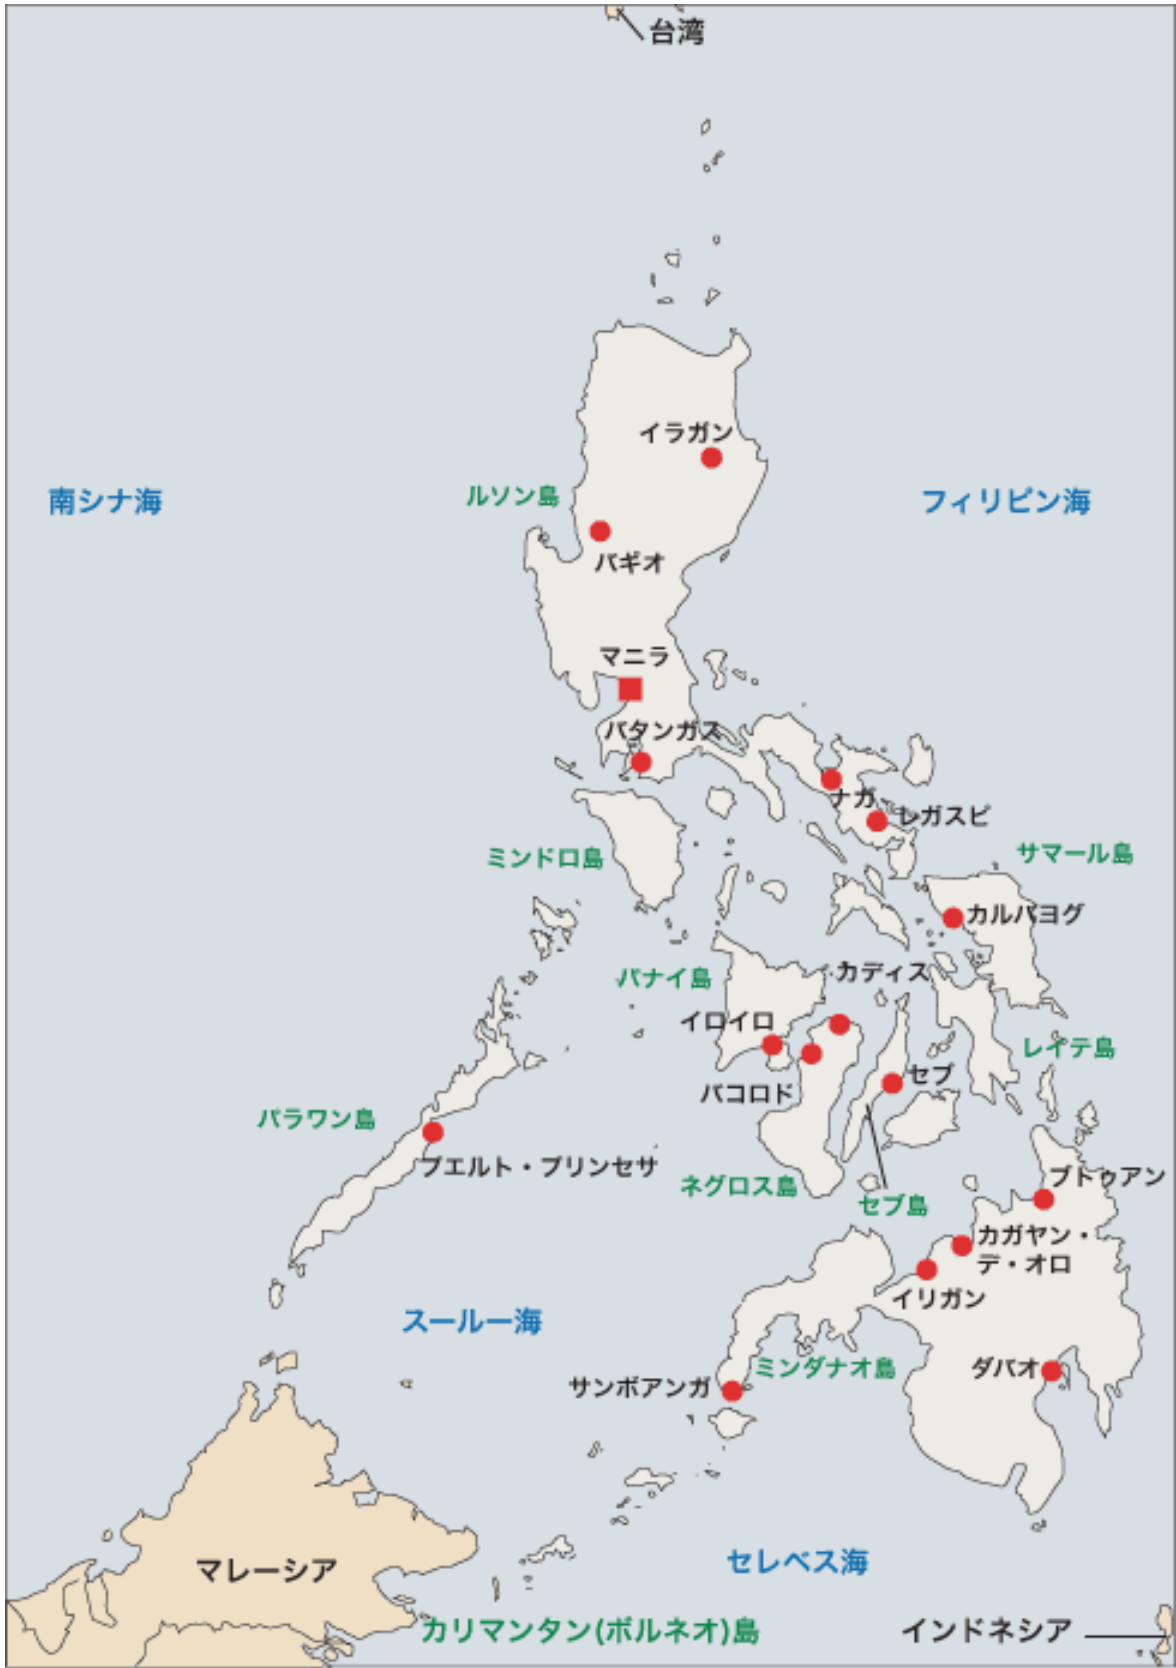 台湾
イラガン
ルソン島
南シナ海
フィリピン海
バギオ
マニラ
バタンガス
ナガ
レガスピ
ミンドロ島
サマール島
カルバヨグ
パナイ島
カディス
イロイロ
レイテ島
セブ
バコロド
パラワン島
プエルト・プリンセサ
ネグロス島
セブ島
ブトゥアン
カガヤン・
デ・オロ
イリガン
スールー海
ミンダナオ島
ダバオ
サンボアンガ
セレベス海
マレーシア
カリマンタン(ボルネオ)島
インドネシア